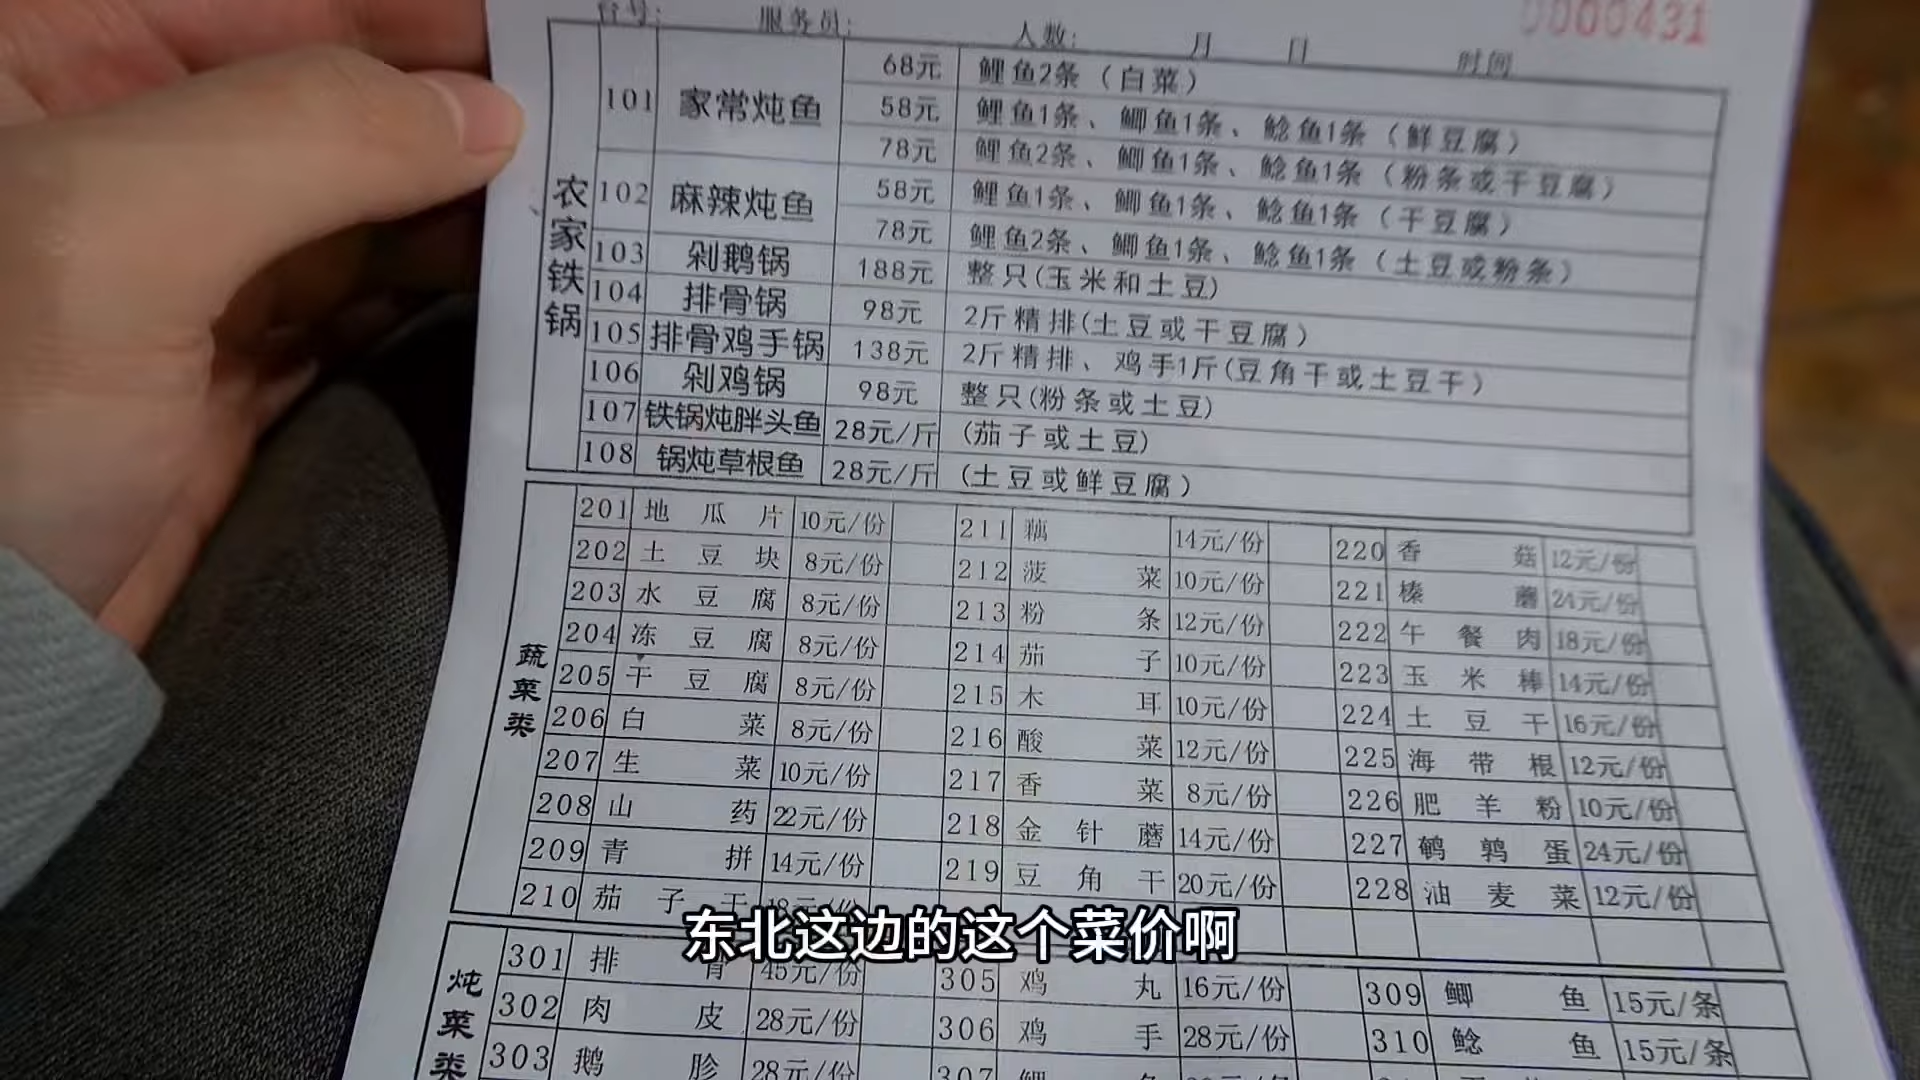 台号: 服务员: 人数: 月 日 时间
0000431
农家铁锅
101 家常炖鱼 68元 鲤鱼2条（白菜）
58元 鲤鱼1条、鲫鱼1条、鲶鱼1条（鲜豆腐）
78元 鲤鱼2条、鲫鱼1条、鲶鱼1条（粉条或干豆腐）
102 麻辣炖鱼 58元 鲤鱼1条、鲫鱼1条、鲶鱼1条（干豆腐）
78元 鲤鱼2条、鲫鱼1条、鲶鱼1条（土豆或粉条）
103 剁鹅锅 188元 整只(玉米和土豆)
104 排骨锅 98元 2斤精排(土豆或干豆腐)
105 排骨鸡手锅 138元 2斤精排、鸡手1斤(豆角干或土豆干)
106 剁鸡锅 98元 整只(粉条或土豆)
107 铁锅炖胖头鱼 28元/斤 (茄子或土豆)
108 锅炖草根鱼 28元/斤 (土豆或鲜豆腐)
蔬菜类
201 地瓜片 10元/份 211 藕 14元/份 220 香菇 12元/份
202 土豆块 8元/份 212 菠菜 10元/份 221 榛蘑 24元/份
203 水豆腐 8元/份 213 粉条 12元/份 222 午餐肉 18元/份
204 冻豆腐 8元/份 214 茄子 10元/份 223 玉米棒 14元/份
205 干豆腐 8元/份 215 木耳 10元/份 224 土豆干 16元/份
206 白菜 8元/份 216 酸菜 12元/份 225 海带根 12元/份
207 生菜 10元/份 217 香菜 8元/份 226 肥羊粉 10元/份
208 山药 22元/份 218 金针蘑 14元/份 227 鹌鹑蛋 24元/份
209 青拼 14元/份 219 豆角干 20元/份 228 油麦菜 12元/份
210 茄子干 18元/份
东北这边的这个菜价啊
炖菜类
301 排骨 45元/份 305 鸡丸 16元/份 309 鲫鱼 15元/条
302 肉皮 28元/份 306 鸡手 28元/份 310 鲶鱼 15元/条
303 鹅胗 28元/份 307